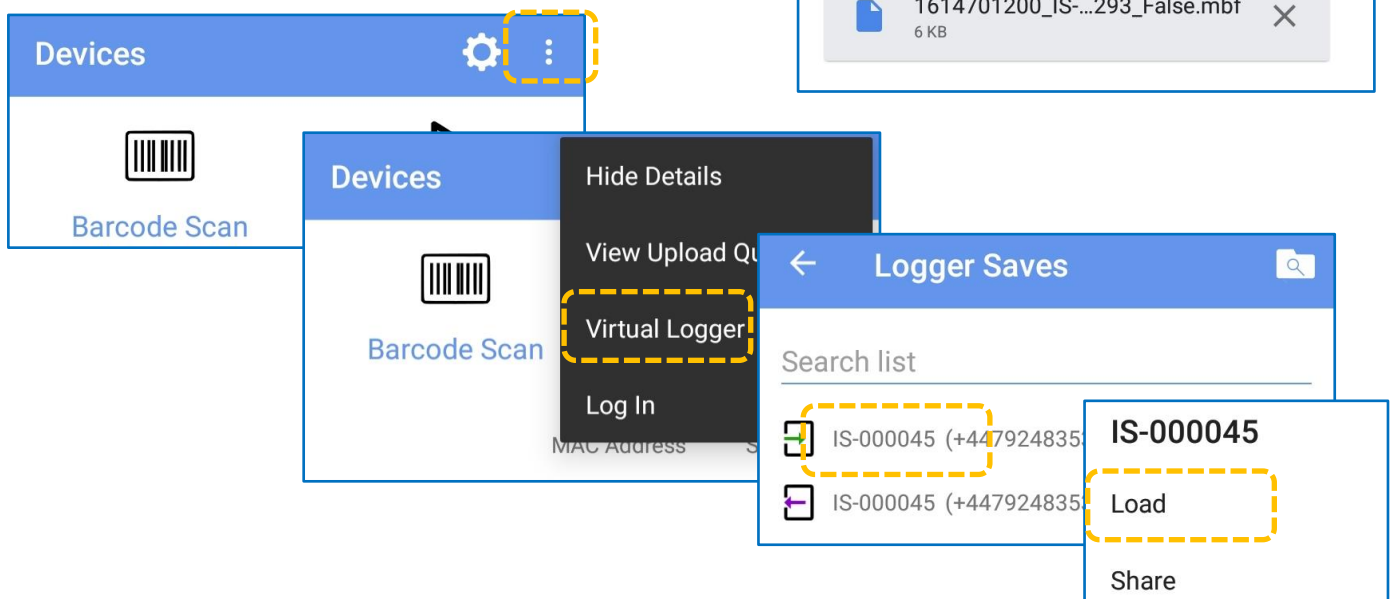 1614701200_IS-...293_False.mbf
6 KB
Devices
Barcode Scan
Devices
Barcode Scan
Hide Details
View Upload Qu
Virtual Logger
Log In
MAC Address
Logger Saves
Search list
IS-000045 (+447924835
IS-000045 (+447924835
IS-000045
Load
Share